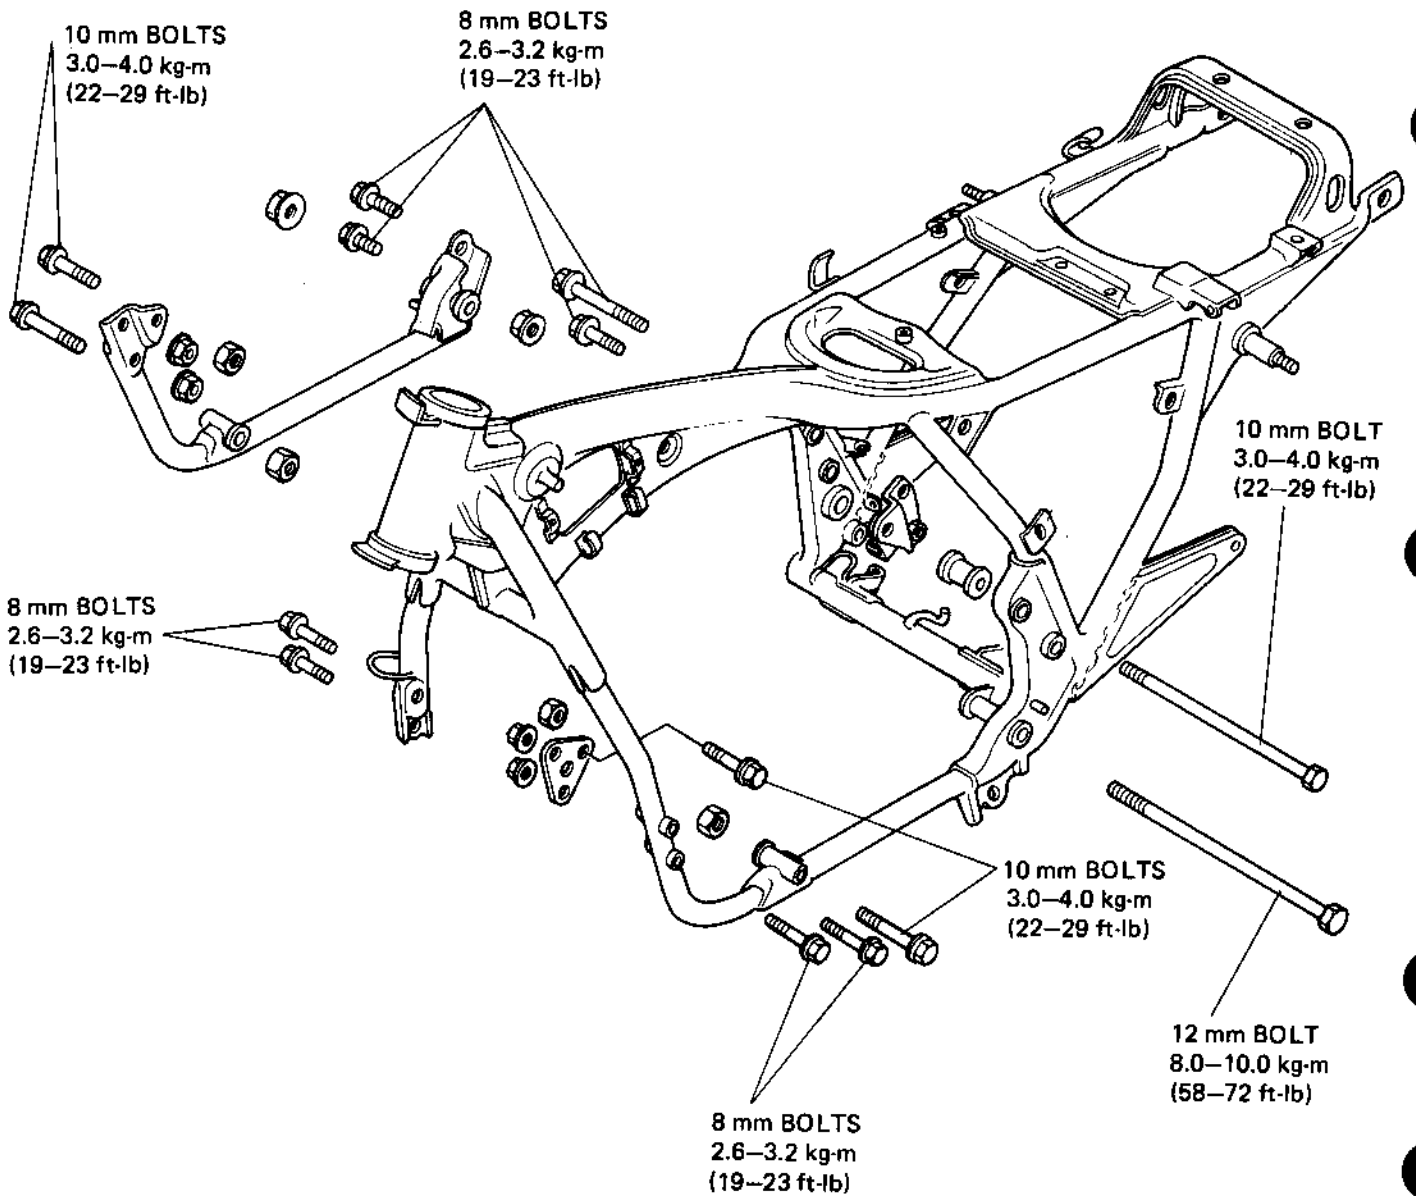 10 mm BOLTS
3.0–4.0 kg-m
(22–29 ft-lb)
8 mm BOLTS
2.6–3.2 kg-m
(19–23 ft-lb)
10 mm BOLT
3.0–4.0 kg-m
(22–29 ft-lb)
8 mm BOLTS
2.6–3.2 kg-m
(19–23 ft-lb)
10 mm BOLTS
3.0–4.0 kg-m
(22–29 ft-lb)
12 mm BOLT
8.0–10.0 kg-m
(58–72 ft-lb)
8 mm BOLTS
2.6–3.2 kg-m
(19–23 ft-lb)